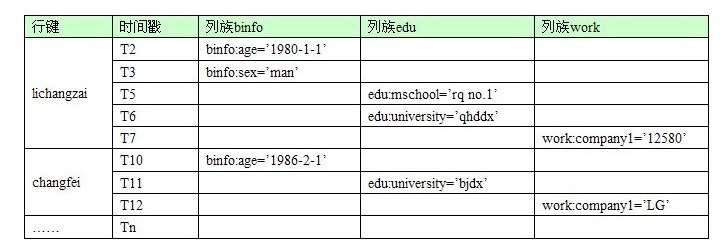 行键 时间戳 列族binfo 列族edu 列族work
T2 binfo:age=’1980-1-1’
T3 binfo:sex=’man’
lichangzai T5 edu:mschool=’rq no.1’
T6 edu:university=’qhddx’
T7 work:company1=’12580’
T10 binfo:age=’1986-2-1’
changfei T11 edu:university=’bjdx’
T12 work:company1=’LG’
…… Tn